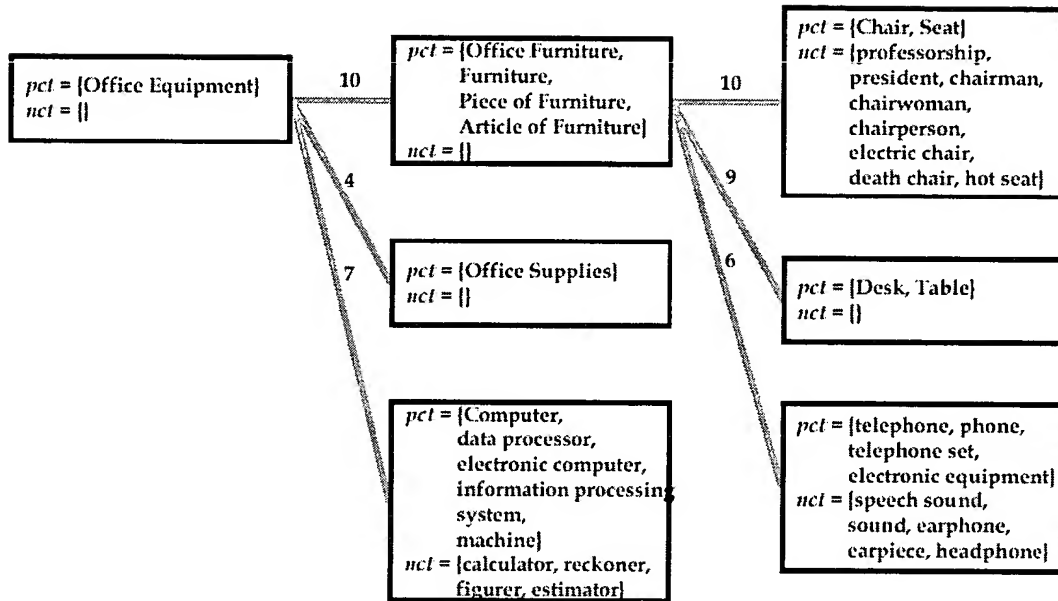 pct = {Office Equipment}
nct = {}
10
4
7
pct = {Office Furniture,
Furniture,
Piece of Furniture,
Article of Furniture}
nct = {}
pct = {Office Supplies}
nct = {}
pct = {Computer,
data processor,
electronic computer,
information processing
system,
machine}
nct = {calculator, reckoner,
figurer, estimator}
10
9
6
pct = {Chair, Seat}
nct = {professorship,
president, chairman,
chairwoman,
chairperson,
electric chair,
death chair, hot seat}
pct = {Desk, Table}
nct = {}
pct = {telephone, phone,
telephone set,
electronic equipment}
nct = {speech sound,
sound, earphone,
earpiece, headphone}